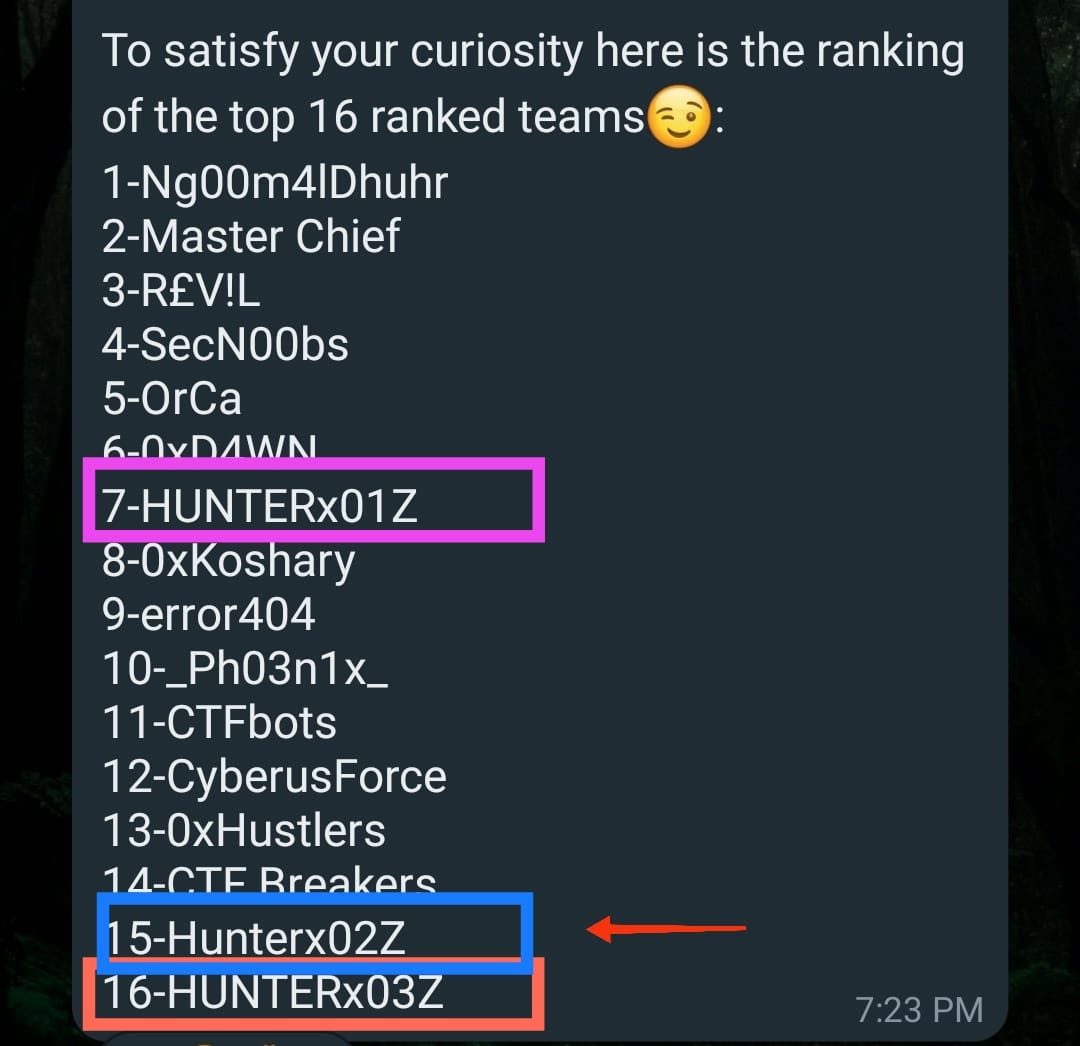 To satisfy your curiosity here is the ranking
of the top 16 ranked teams😉:
1-Ng00m4lDhuhr
2-Master Chief
3-R£V!L
4-SecN00bs
5-OrCa
6-0xD4WN
7-HUNTERx01Z
8-0xKoshary
9-error404
10-_Ph03n1x_
11-CTFbots
12-CyberusForce
13-0xHustlers
14-CTF Breakers
15-Hunterx02Z
16-HUNTERx03Z
7:23 PM